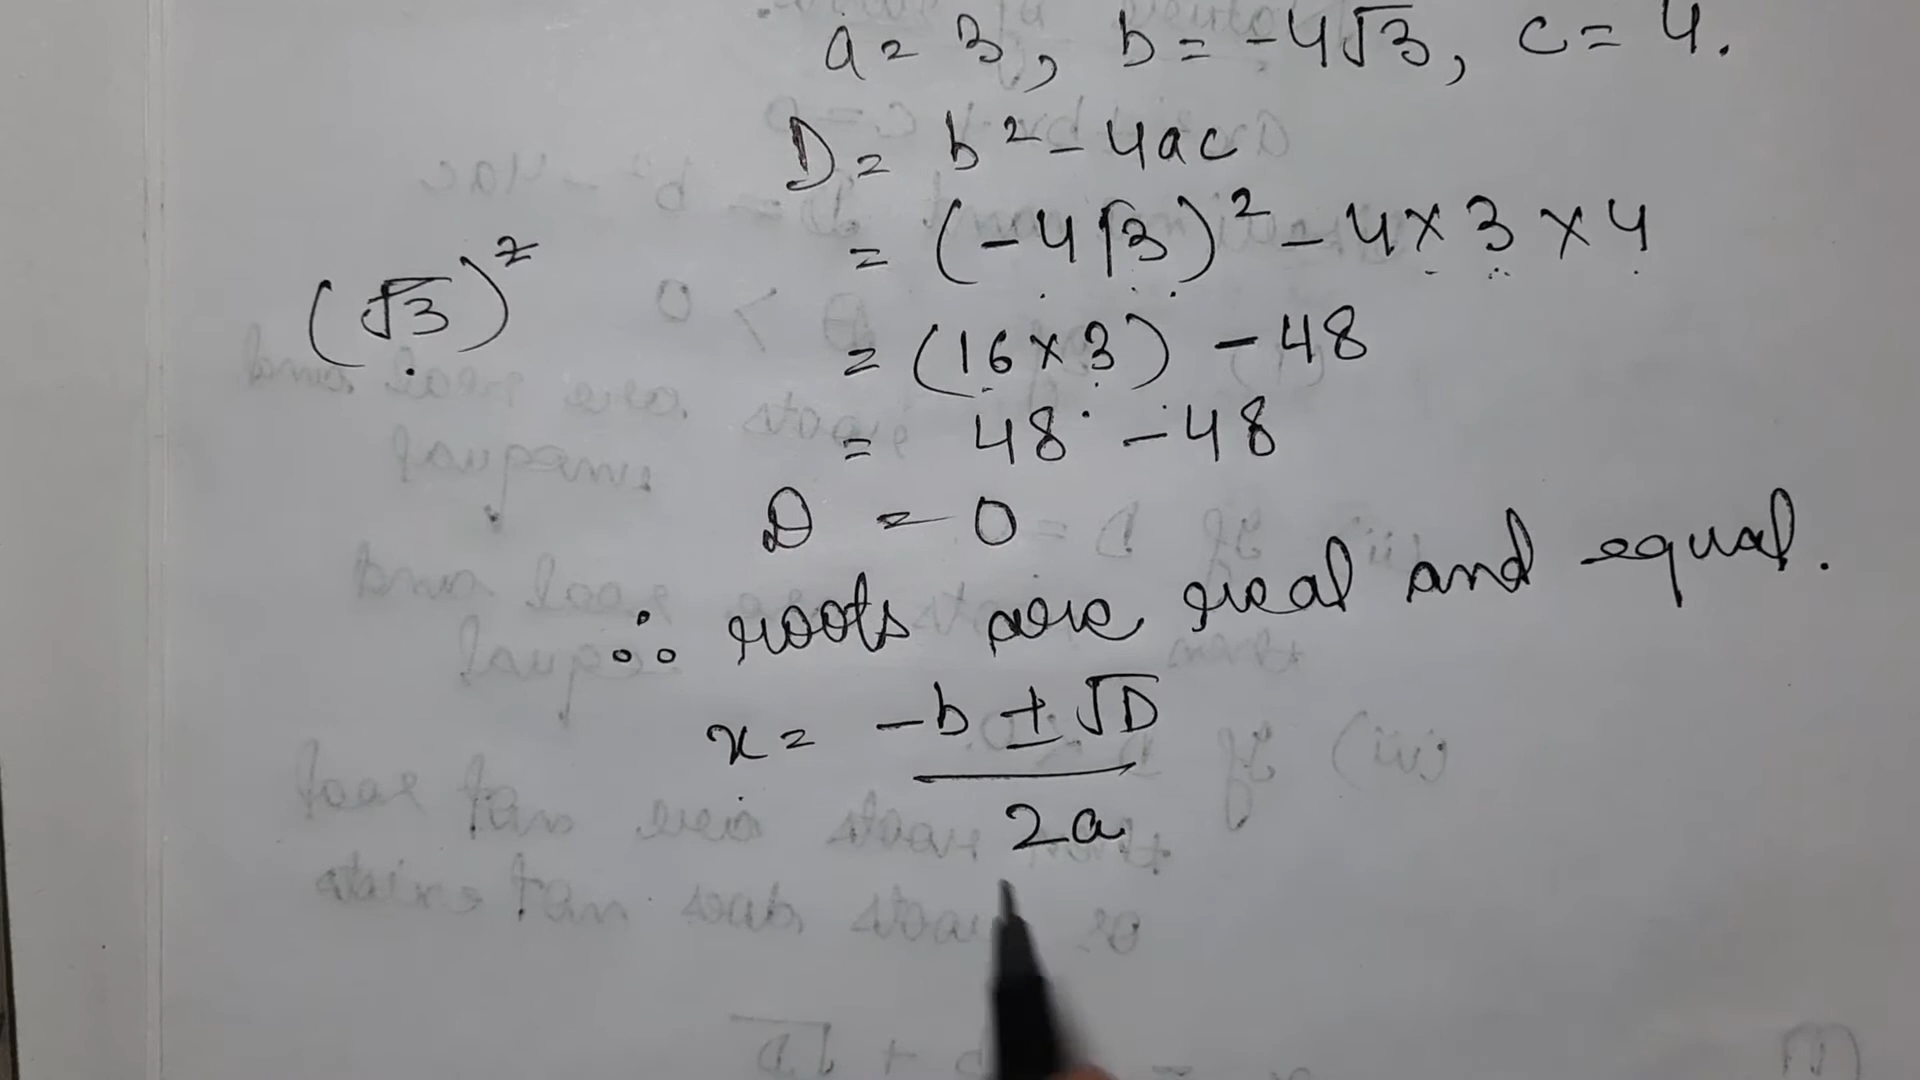 a = 3, b = -4√3, c = 4.
D = b² - 4ac
= (-4√3)² - 4 × 3 × 4
(√3)²
= (16 × 3) - 48
= 48 - 48
D = 0
∴ roots are real and equal.
x = -b ± √D
2a